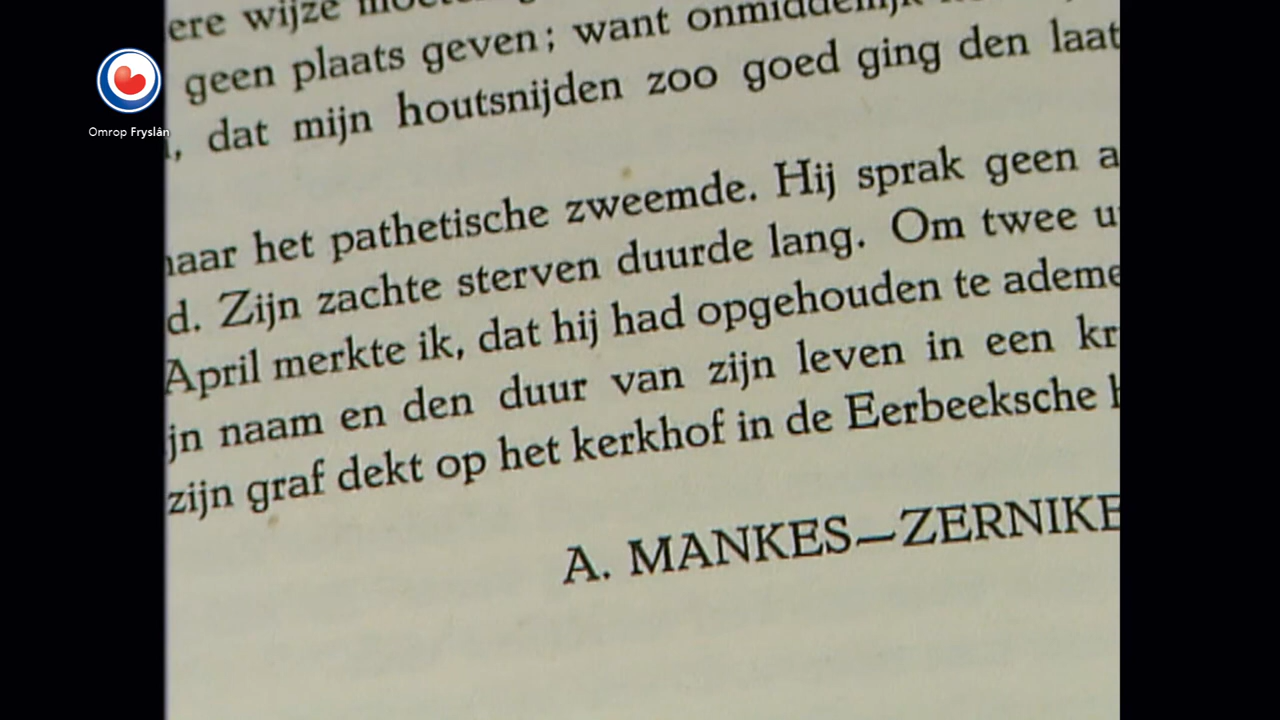 ere wijze
geen plaats geven; want onmiddellijk
, dat mijn houtsnijden zoo goed ging den laat
Omrop Fryslân
naar het pathetische zweemde. Hij sprak geen a
d. Zijn zachte sterven duurde lang. Om twee u
April merkte ik, dat hij had opgehouden te ademe
jn naam en den duur van zijn leven in een kr
zijn graf dekt op het kerkhof in de Eerbeeksche
A. MANKES—ZERNIKE